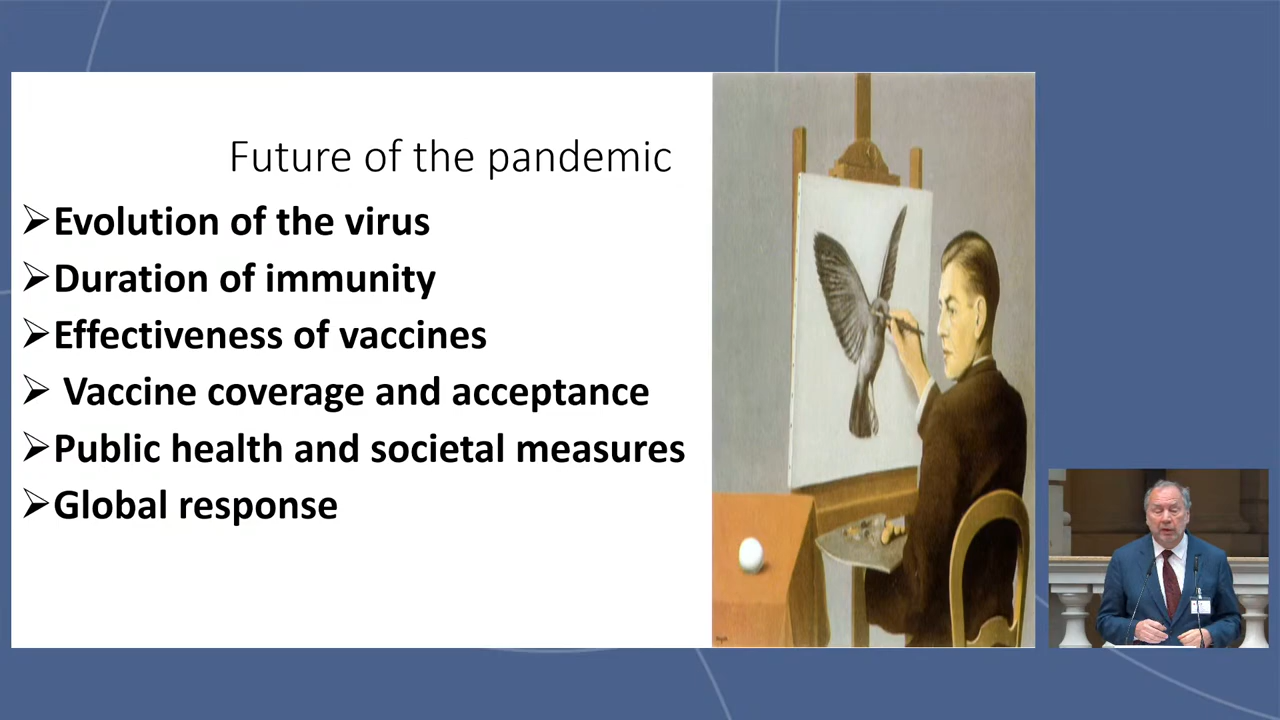 Future of the pandemic
➢Evolution of the virus
➢Duration of immunity
➢Effectiveness of vaccines
➢ Vaccine coverage and acceptance
➢Public health and societal measures
➢Global response